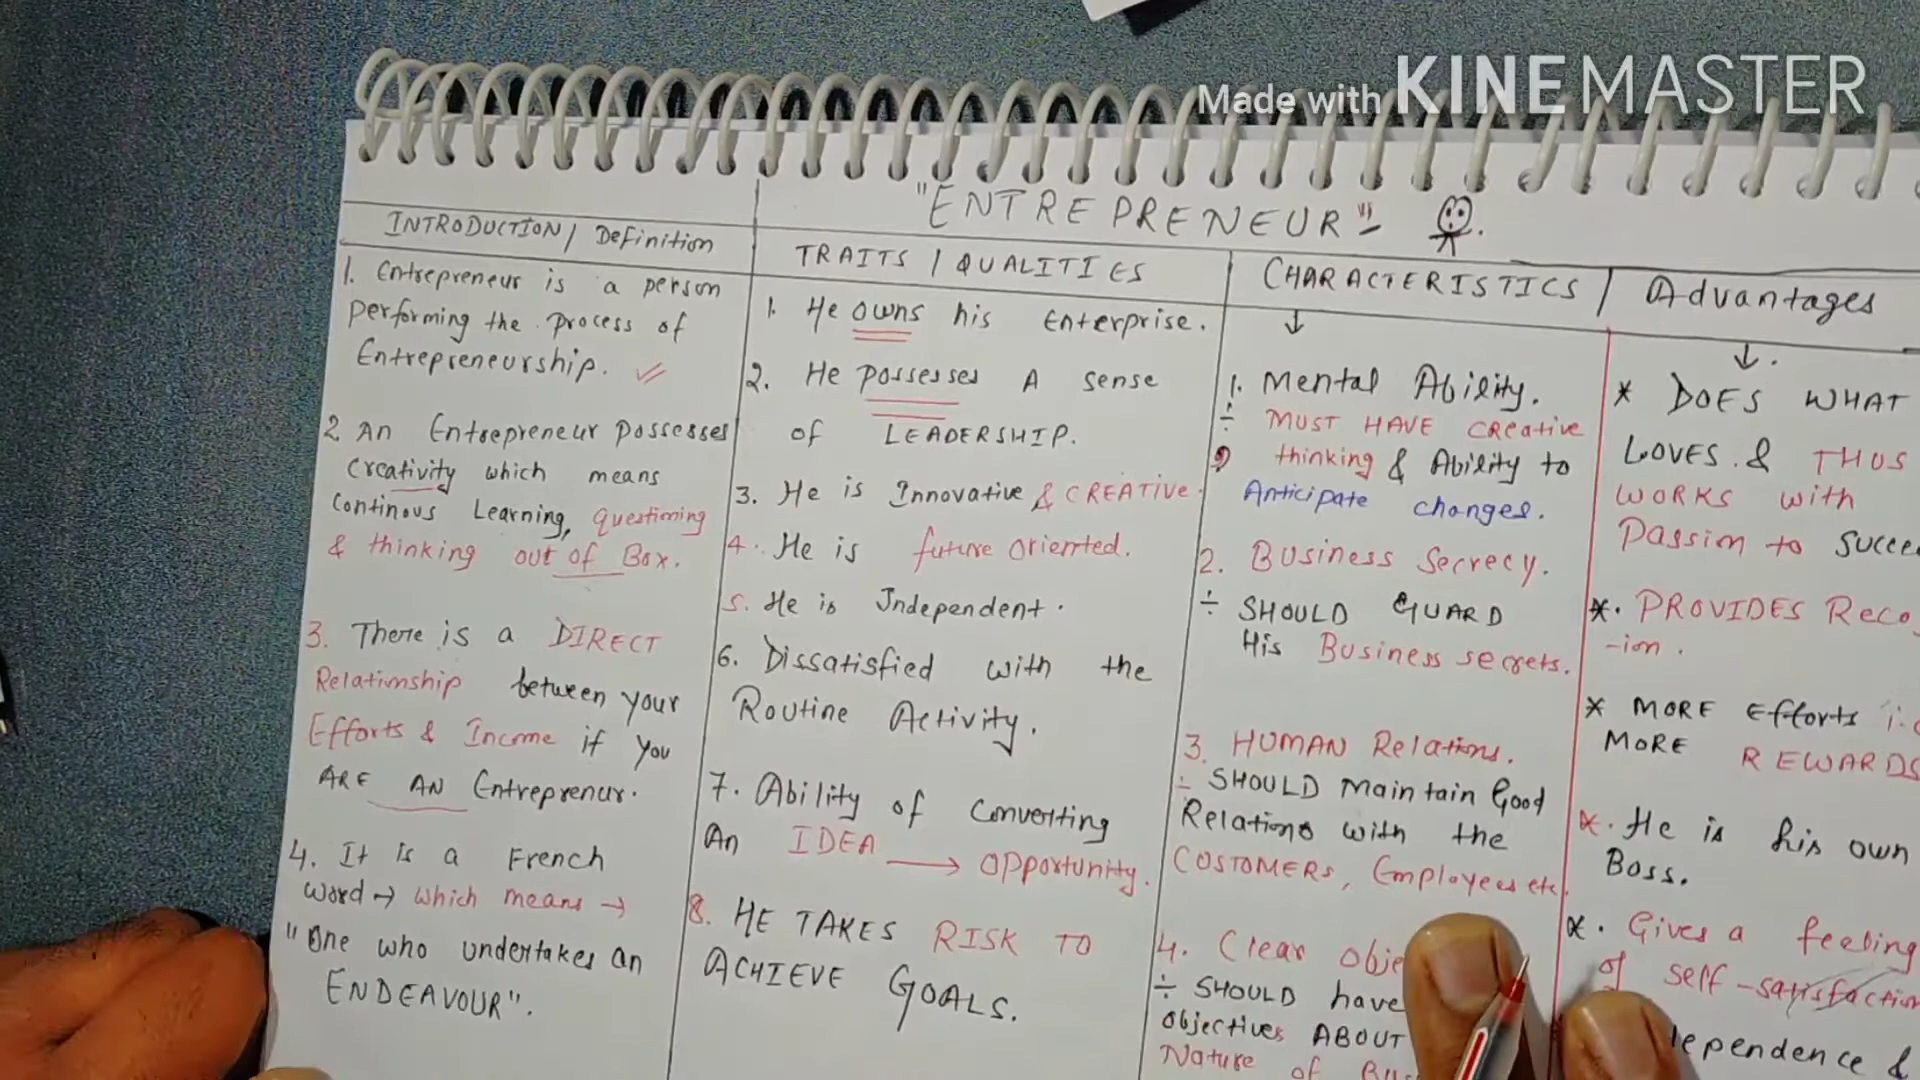 Made with KINEMASTER
"ENTREPRENEUR"-
INTRODUCTION / Definition
1. Entrepreneur is a person
performing the process of
Entrepreneurship.
2 An Entrepreneur possesses
creativity which means
continous Learning, questioning
& thinking out of Box.
3. There is a DIRECT
Relationship between your
Efforts & Income if you
ARE AN Entrepreneur.
4. It is a French
word → which means →
"One who undertakes an
ENDEAVOUR".
TRAITS / QUALITIES
1. He owns his Enterprise.
2. He possesses A sense
of LEADERSHIP.
3. He is Innovative & CREATIVE.
4. He is future oriented.
5. He is Independent.
6. Dissatisfied with the
Routine Activity.
7. Ability of converting
An IDEA → opportunity.
8. HE TAKES RISK TO
ACHIEVE GOALS.
CHARACTERISTICS /
↓
1. Mental Ability.
÷ MUST HAVE creative
thinking & Ability to
Anticipate changes.
2. Business Secrecy.
÷ SHOULD GUARD
His Business secrets.
3. HUMAN Relations.
÷ SHOULD Maintain Good
Relations with the
CUSTOMERS, Employees etc.
4. Clear Obje
÷ SHOULD have
objectives ABOUT
Nature of Bus
Advantages
↓.
* DOES WHAT
LOVES & THUS
WORKS with
Passion to Succee
*. PROVIDES Recog
-ion.
* MORE Efforts i.e
MORE REWARDS
*. He is his own
Boss.
*. Gives a feeling
of self-satisfaction
dependence &